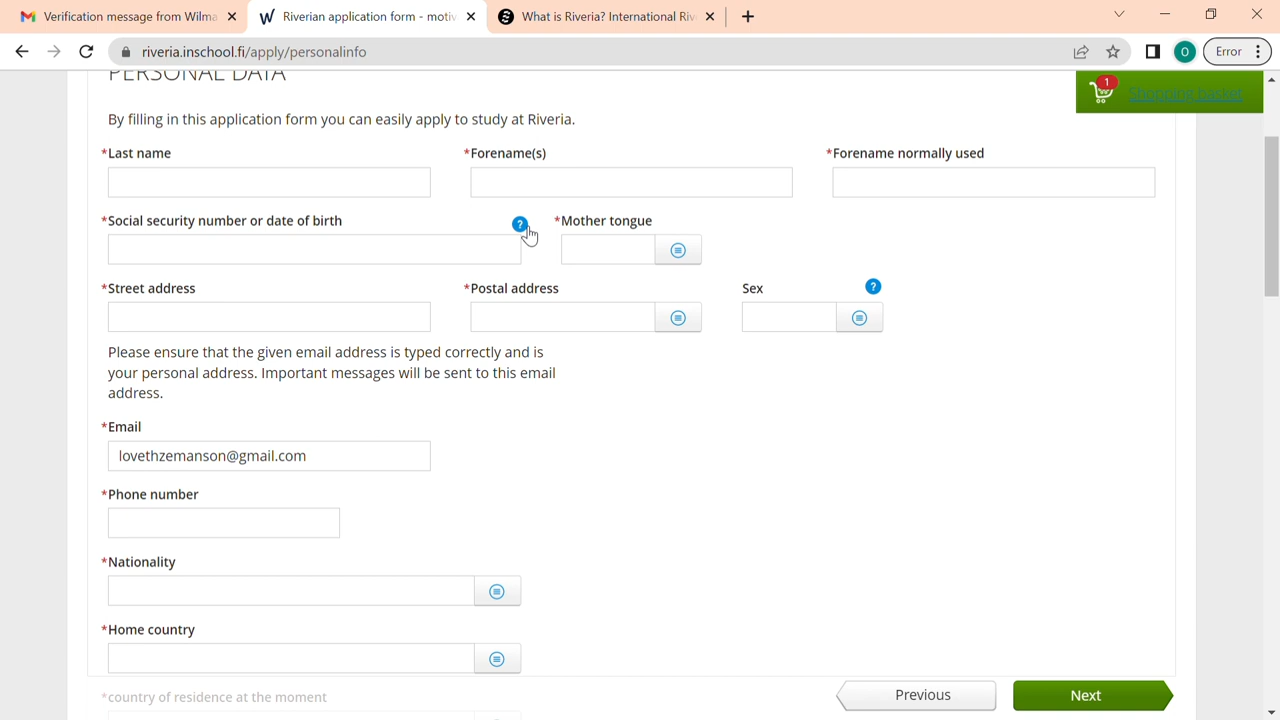 Verification message from Wilma
Riverian application form - motiv
What is Riveria? International Riv
riveria.inschool.fi/apply/personalinfo
O
Error
PERSONAL DATA
1
Shopping basket
By filling in this application form you can easily apply to study at Riveria.
*Last name
*Forename(s)
*Forename normally used
*Social security number or date of birth
?
*Mother tongue
*Street address
*Postal address
Sex
?
Please ensure that the given email address is typed correctly and is
your personal address. Important messages will be sent to this email
address.
*Email
lovethzemanson@gmail.com
*Phone number
*Nationality
*Home country
*country of residence at the moment
Previous
Next